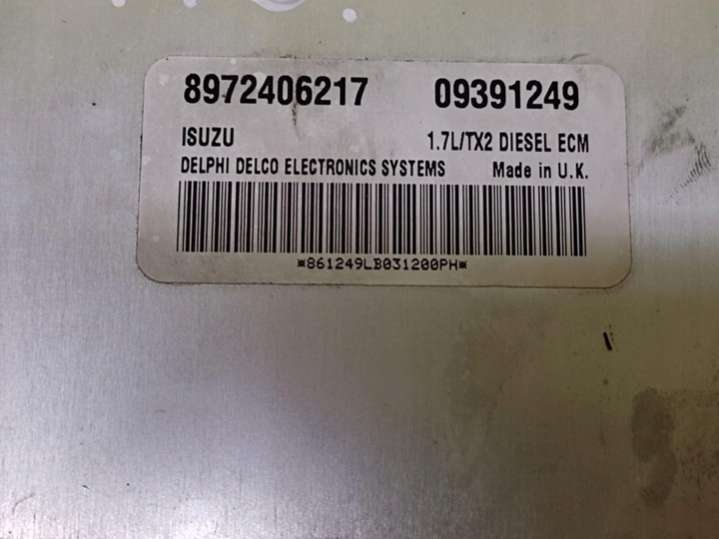 8972406217 09391249
ISUZU 1.7L/TX2 DIESEL ECM
DELPHI DELCO ELECTRONICS SYSTEMS Made in U.K.
*861249LB031200PH*